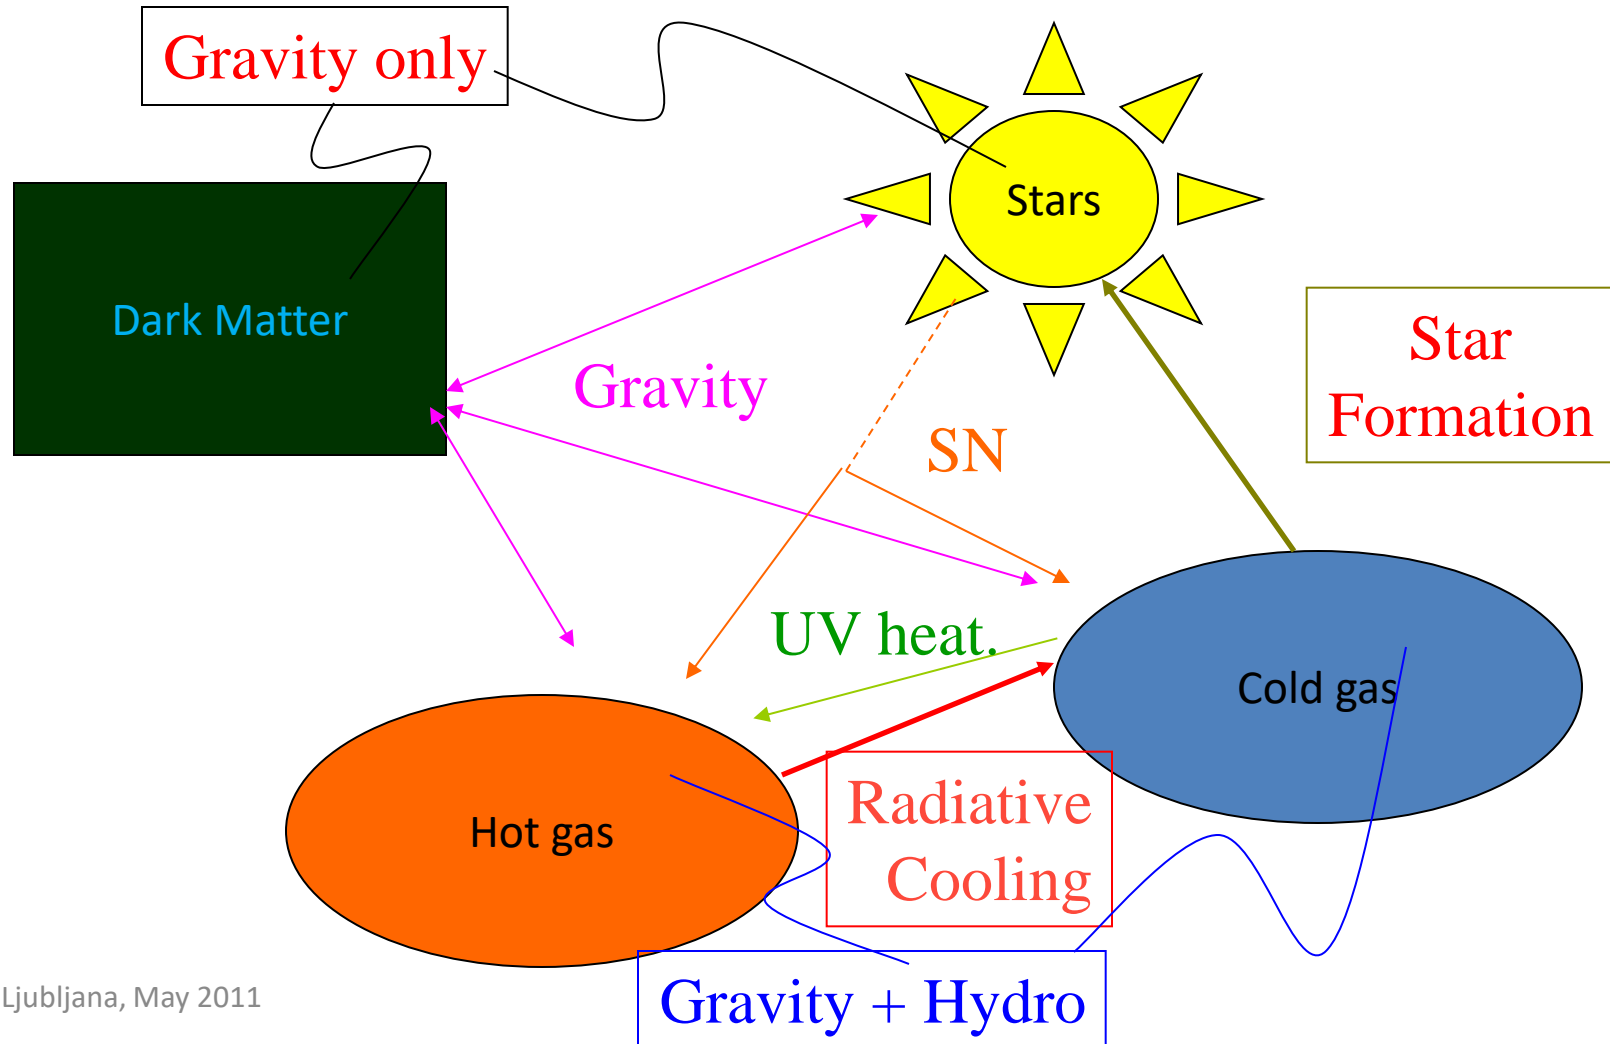 Gravity only
Stars
Dark Matter
Star
Formation
Gravity
SN
UV heat.
Cold gas
Radiative
Cooling
Hot gas
Ljubljana, May 2011
Gravity + Hydro